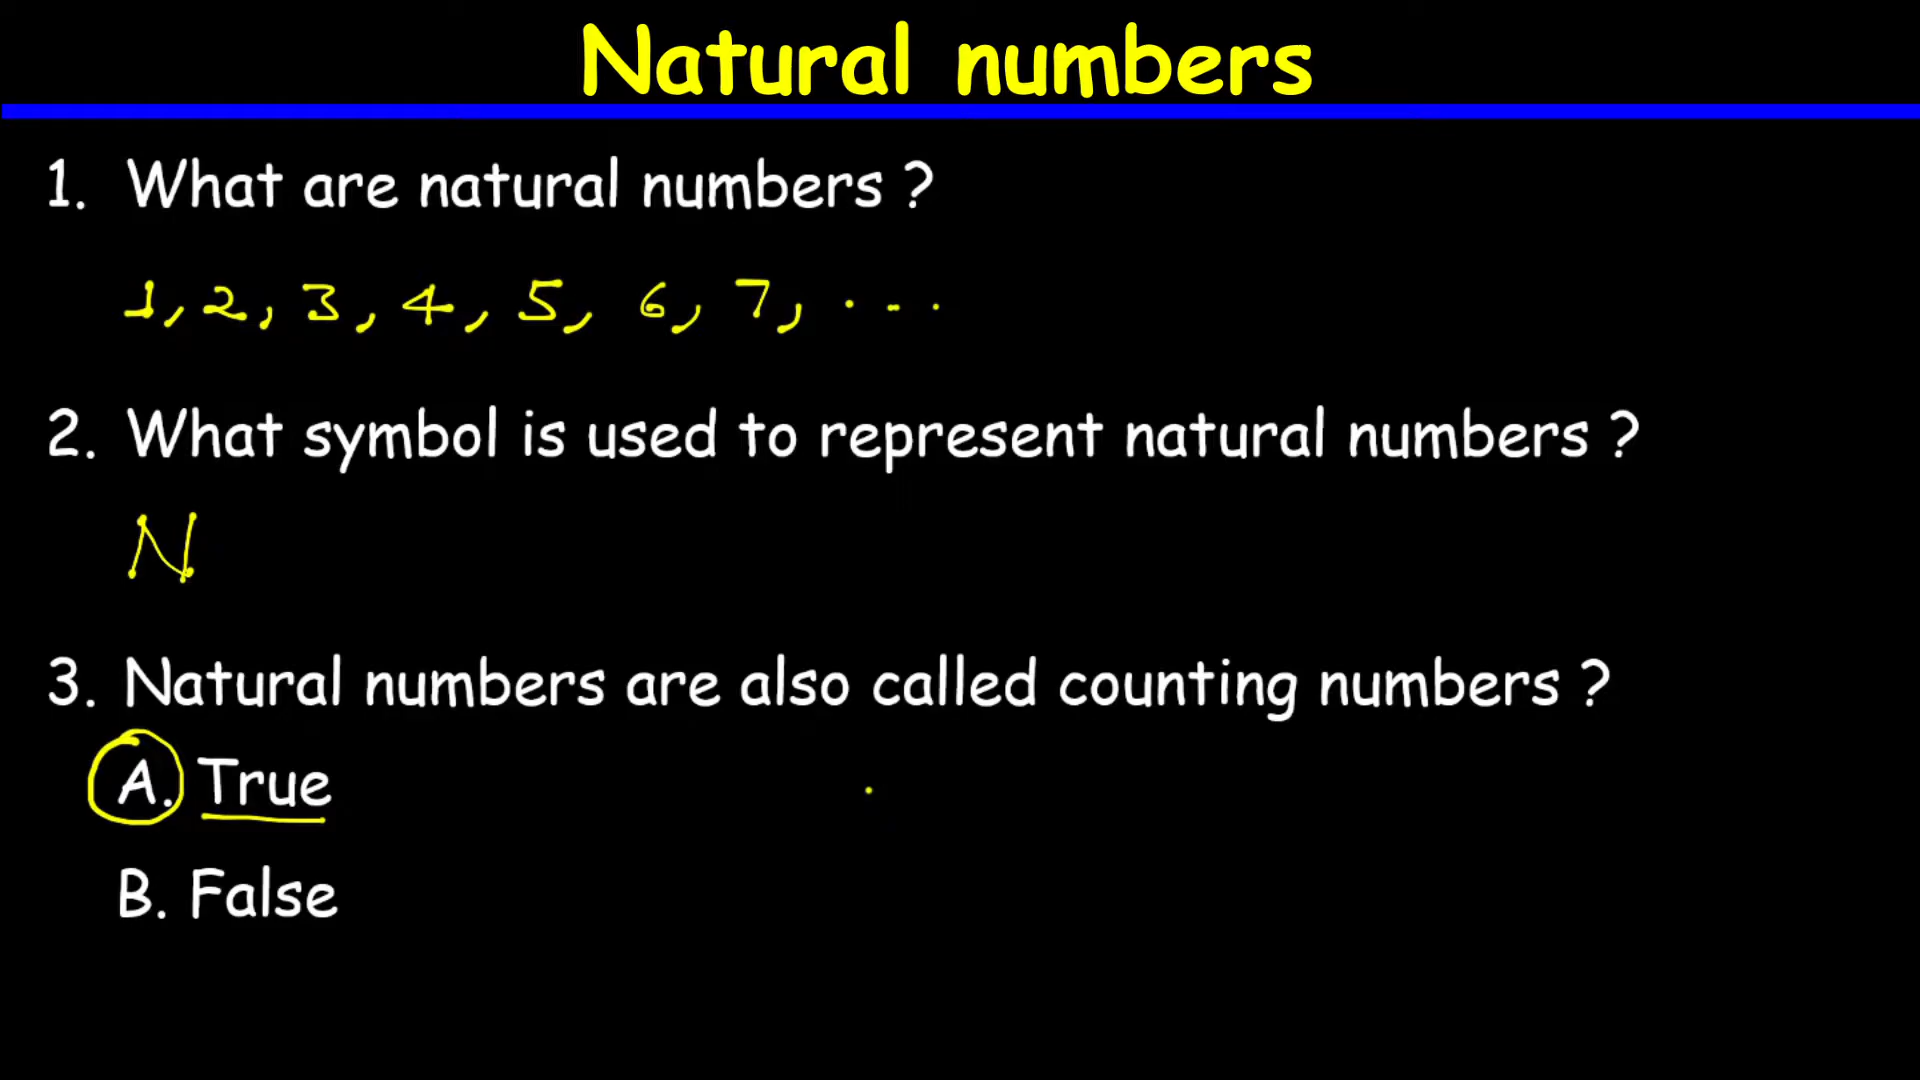 Natural numbers
1. What are natural numbers ?
1, 2, 3, 4, 5, 6, 7, ...
2. What symbol is used to represent natural numbers ?
N
3. Natural numbers are also called counting numbers ?
A. True
B. False